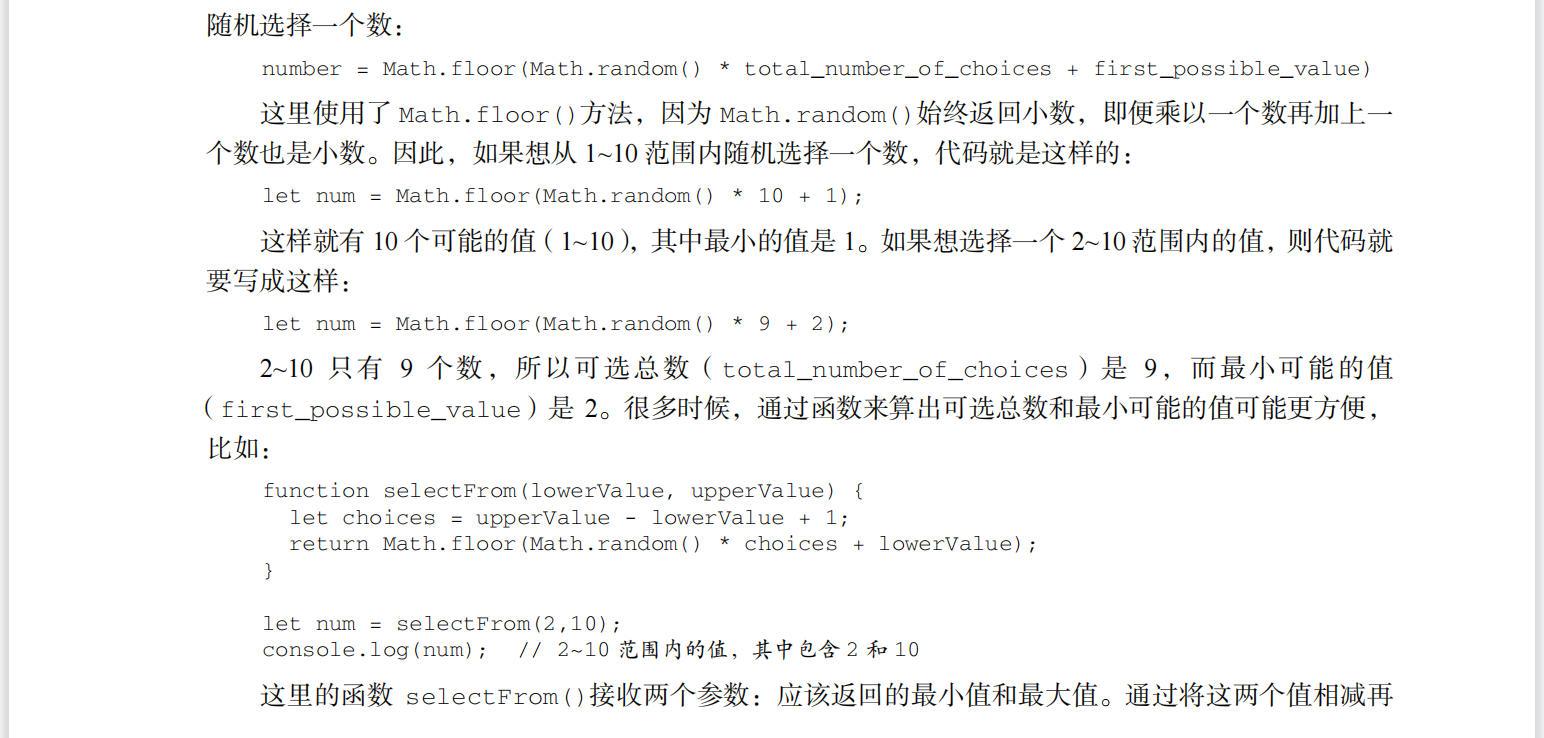 随机选择一个数：
number = Math.floor(Math.random() * total_number_of_choices + first_possible_value)
这里使用了 Math.floor()方法，因为 Math.random()始终返回小数，即便乘以一个数再加上一
个数也是小数。因此，如果想从 1~10 范围内随机选择一个数，代码就是这样的：
let num = Math.floor(Math.random() * 10 + 1);
这样就有 10 个可能的值（1~10），其中最小的值是 1。如果想选择一个 2~10 范围内的值，则代码就
要写成这样：
let num = Math.floor(Math.random() * 9 + 2);
2~10 只有 9 个数，所以可选总数（total_number_of_choices）是 9，而最小可能的值
（first_possible_value）是 2。很多时候，通过函数来算出可选总数和最小可能的值可能更方便，
比如：
function selectFrom(lowerValue, upperValue) {
  let choices = upperValue - lowerValue + 1;
  return Math.floor(Math.random() * choices + lowerValue);
}
let num = selectFrom(2,10);
console.log(num);  // 2~10 范围内的值，其中包含 2 和 10
这里的函数 selectFrom()接收两个参数：应该返回的最小值和最大值。通过将这两个值相减再